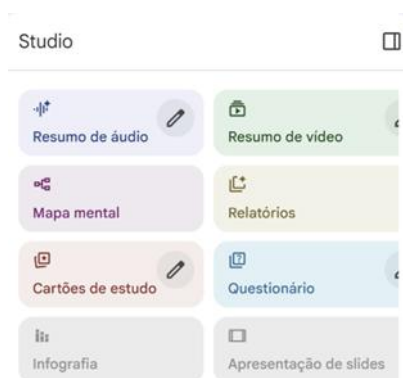 Studio
Resumo de áudio
Resumo de vídeo
Mapa mental
Relatórios
Cartões de estudo
Questionário
Infografia
Apresentação de slides